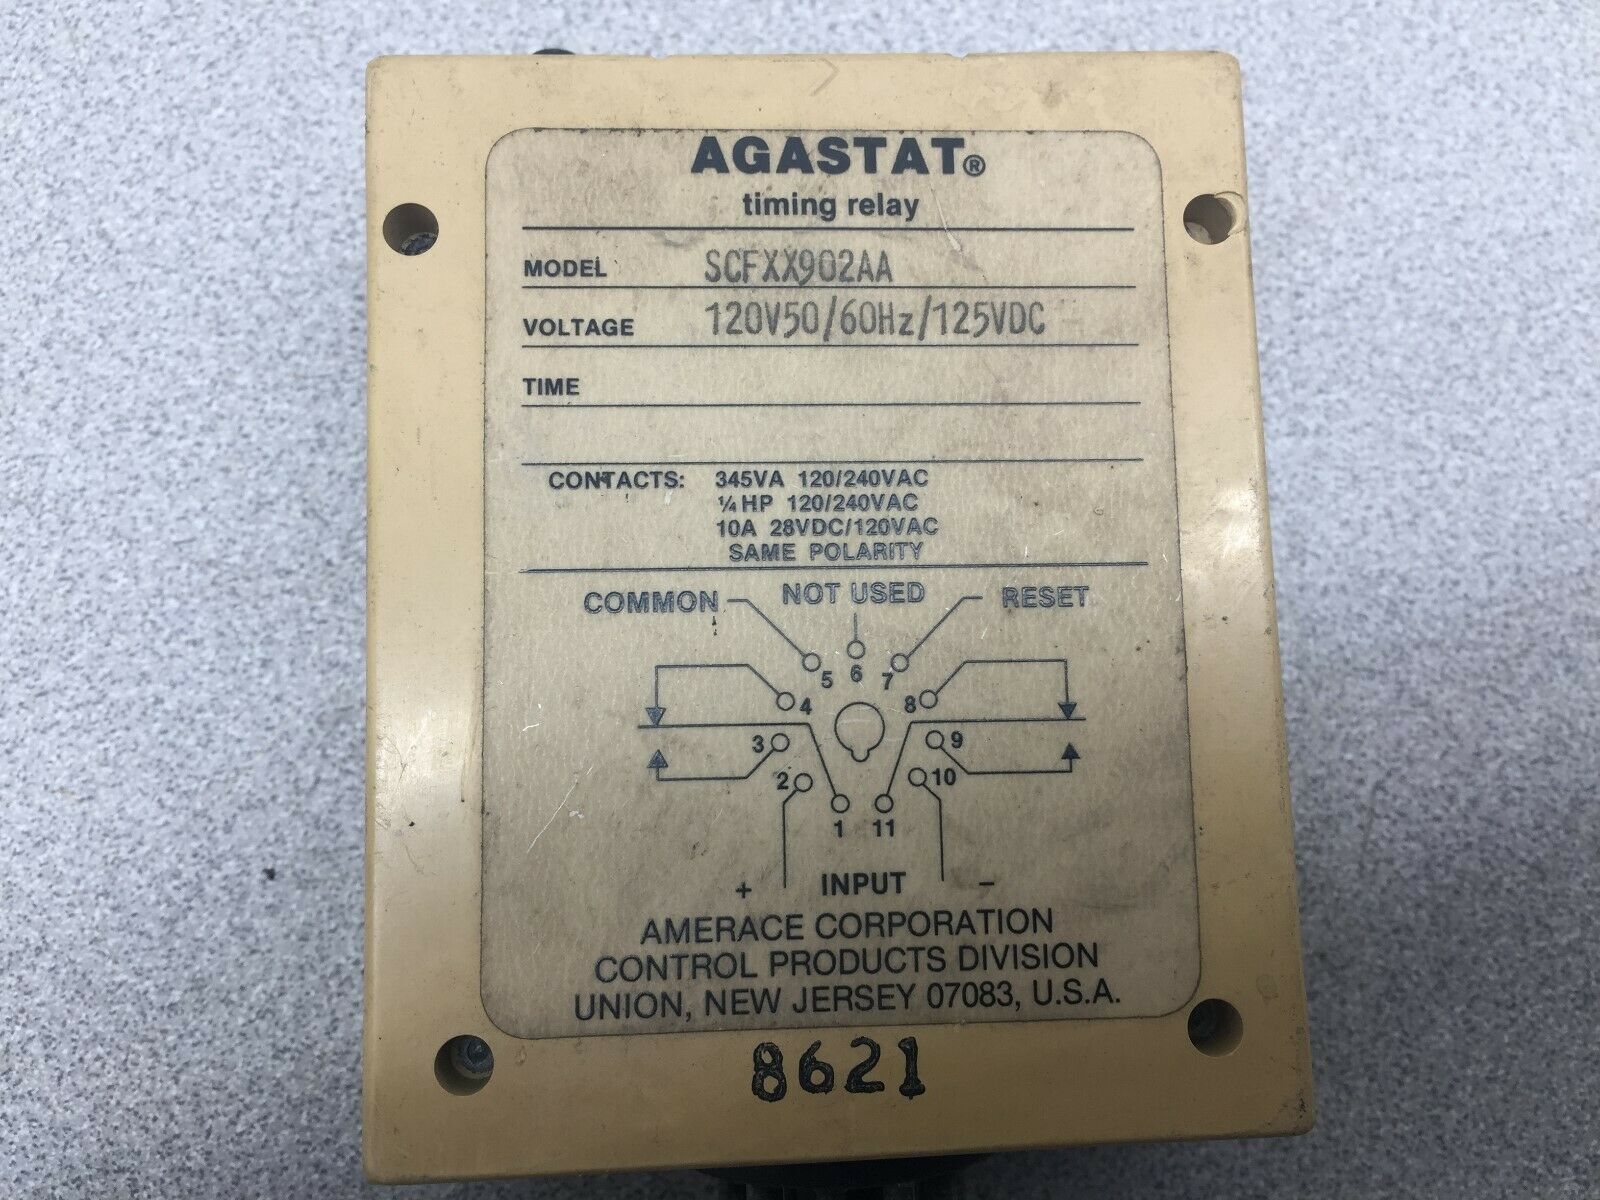 AGASTAT®
timing relay
MODEL SCFXX902AA
VOLTAGE 120V50/60Hz/125VDC
TIME
CONTACTS: 345VA 120/240VAC
¼ HP 120/240VAC
10A 28VDC/120VAC
SAME POLARITY
COMMON NOT USED RESET
5 6 7
4 8
3 9
2 10
1 11
+ INPUT -
AMERACE CORPORATION
CONTROL PRODUCTS DIVISION
UNION, NEW JERSEY 07083, U.S.A.
8621